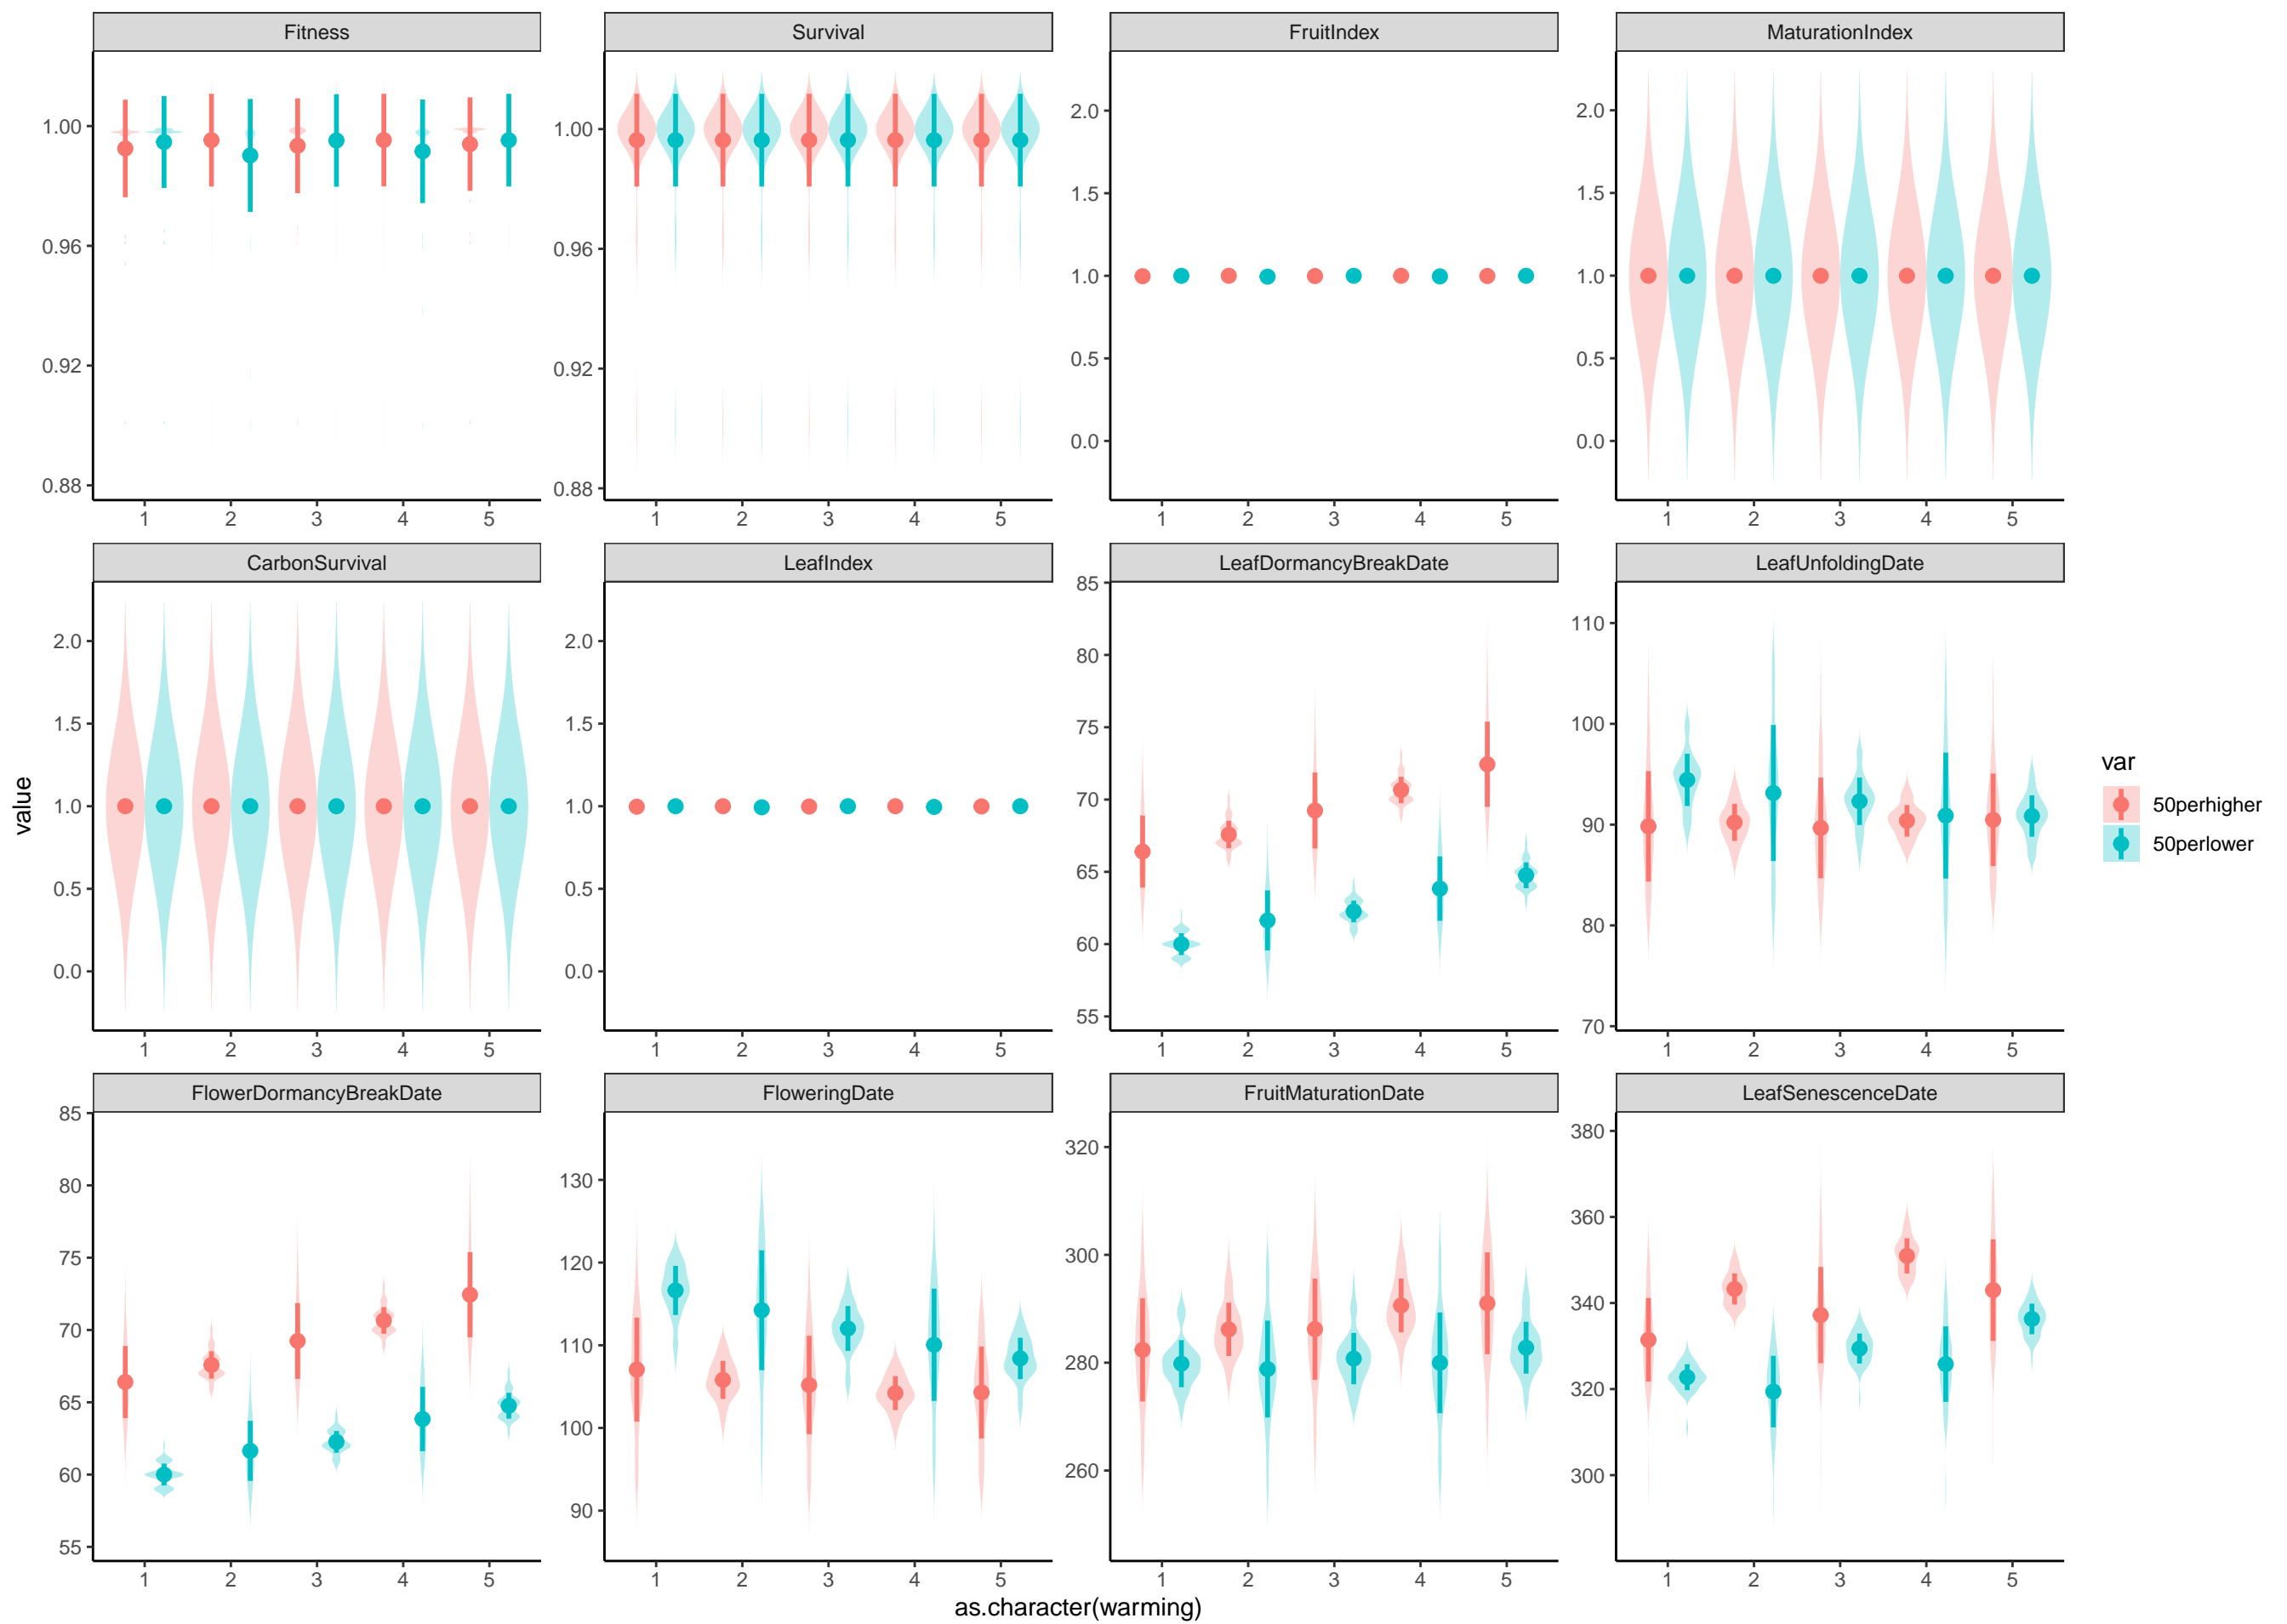 Fitness Survival FruitIndex MaturationIndex
1.00 1.00 2.0 2.0
0.96 0.96 1.5 1.5
0.92 0.92 1.0 1.0
0.88 0.88 0.5 0.5
0.0 0.0
1 2 3 4 5 1 2 3 4 5 1 2 3 4 5 1 2 3 4 5
CarbonSurvival LeafIndex LeafDormancyBreakDate LeafUnfoldingDate
2.0 2.0 85 110
1.5 1.5 80 100
1.0 1.0 75 90
0.5 0.5 70 80
0.0 0.0 65 70
60
55
1 2 3 4 5 1 2 3 4 5 1 2 3 4 5 1 2 3 4 5
FlowerDormancyBreakDate FloweringDate FruitMaturationDate LeafSenescenceDate
85 130 320 380
80 120 300 360
75 110 280 340
70 100 260 320
65 90 300
60
55
1 2 3 4 5 1 2 3 4 5 1 2 3 4 5 1 2 3 4 5
value
as.character(warming)
var
50perhigher
50perlower